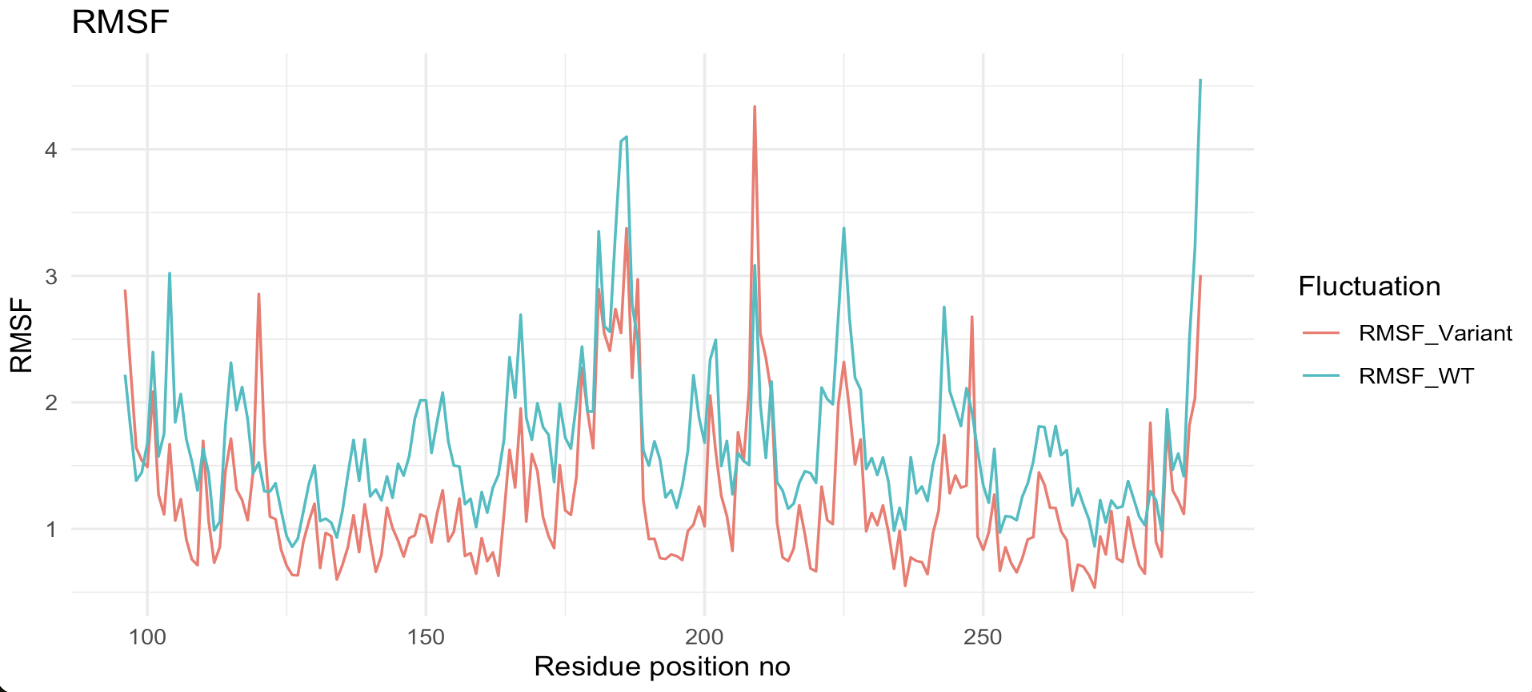 RMSF
4
3
2
1
RMSF
100 150 200 250
Residue position no
Fluctuation
RMSF_Variant
RMSF_WT